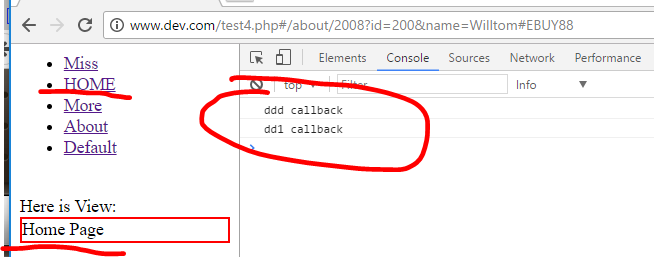 www.dev.com/test4.php#/about/2008?id=200&name=Willtom#EBUY88
Elements Console Sources Network Performance
Miss
HOME
More
About
Default
top Filter Info
ddd callback
dd1 callback
Here is View:
Home Page